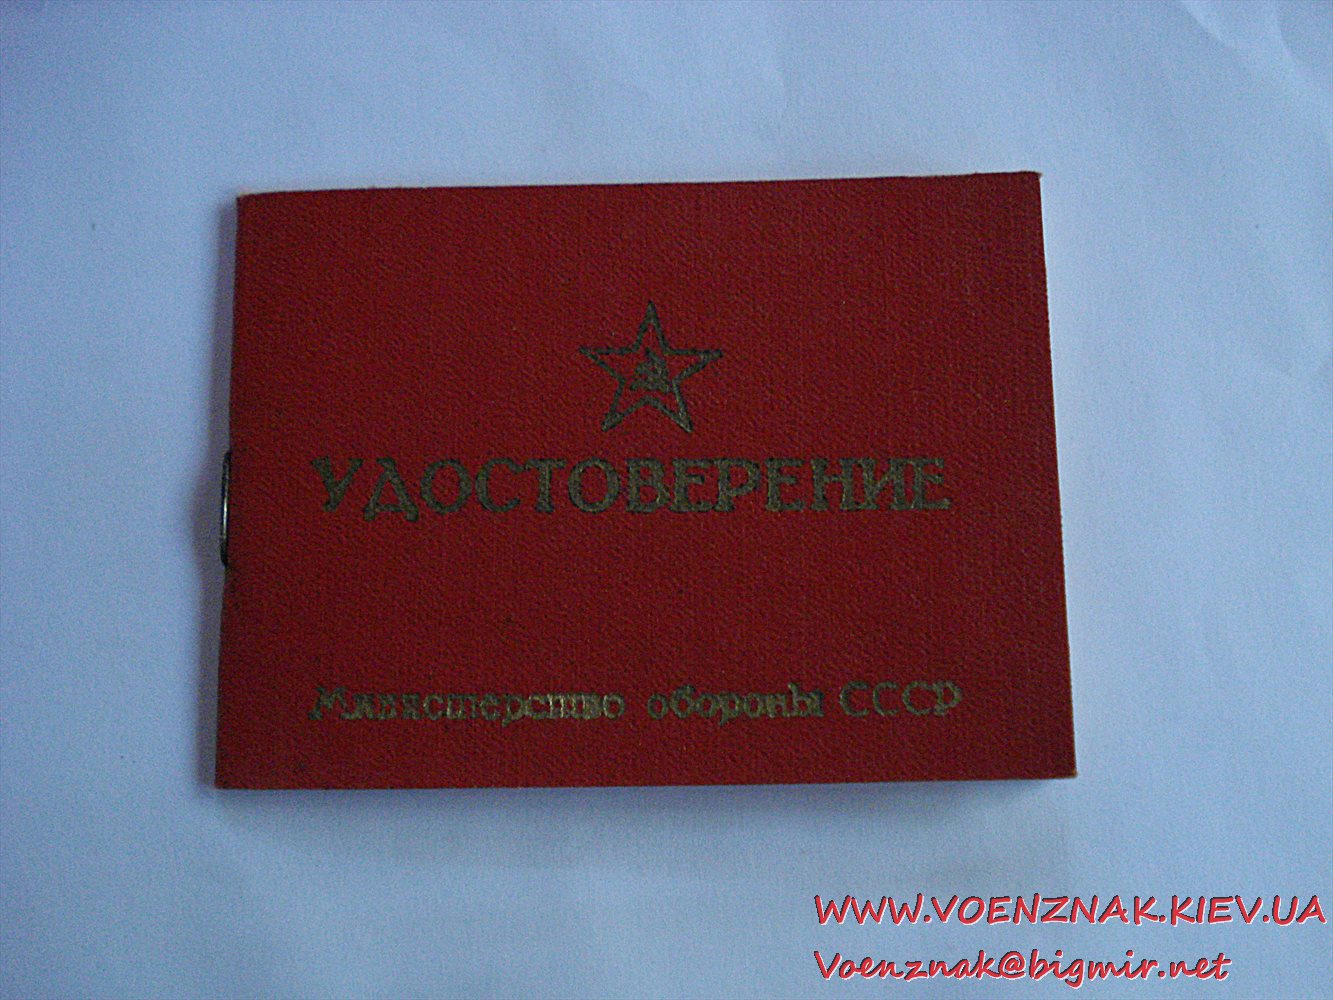 УДОСТОВЕРЕНИЕ
Министерство обороны СССР
WWW.VOENZNAK.KIEV.UA
Voenznak@bigmir.net